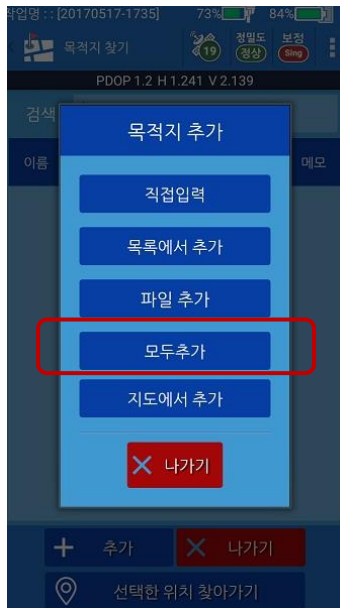 작업명 : : [20170517-1735] 73% 84%
목적지 찾기 19 정밀도 정상 보정 Sing
PDOP 1.2 H 1.241 V 2.139
검색
목적지 추가
이름 메모
직접입력
목록에서 추가
파일 추가
모두추가
지도에서 추가
나가기
추가 나가기
선택한 위치 찾아가기